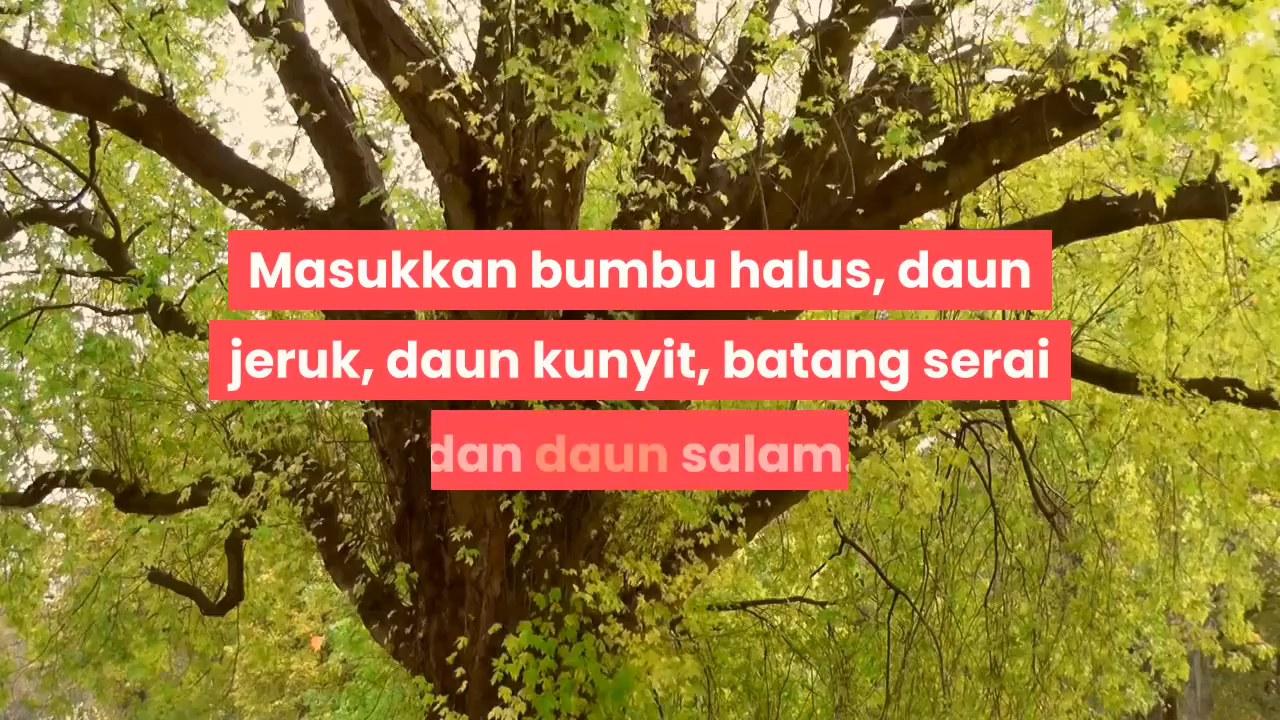 Masukkan bumbu halus, daun
jeruk, daun kunyit, batang serai
dan daun salam.